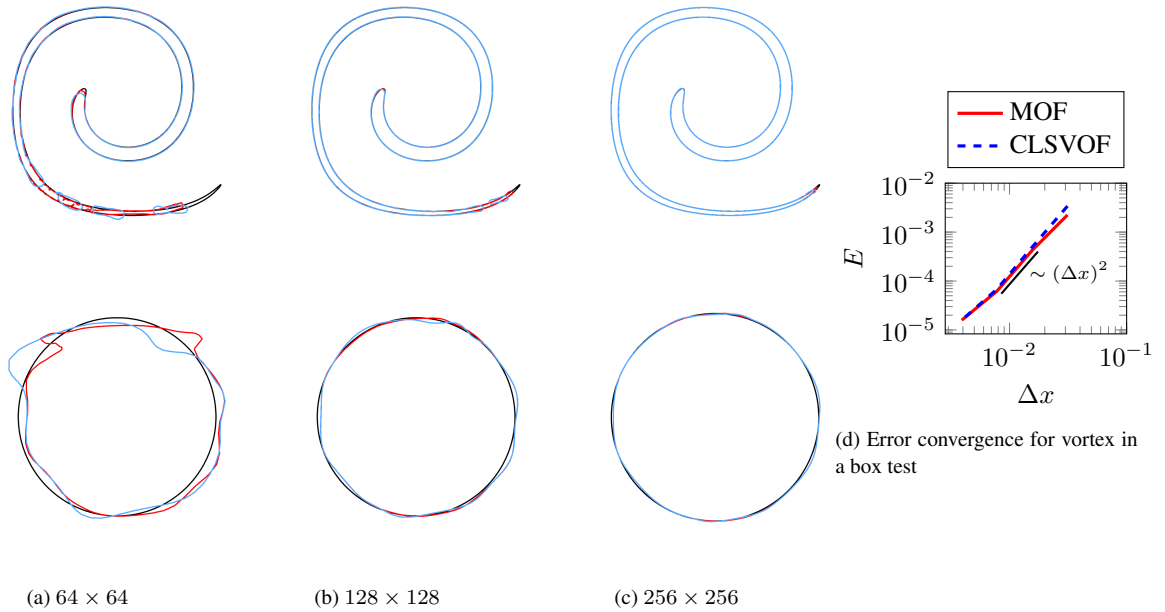 MOF
CLSVOF
10^{-2}
10^{-3}
10^{-4}
10^{-5}
E
∼ (Δx)^2
10^{-2}
10^{-1}
Δx
(d) Error convergence for vortex in
a box test
(a) 64 × 64
(b) 128 × 128
(c) 256 × 256